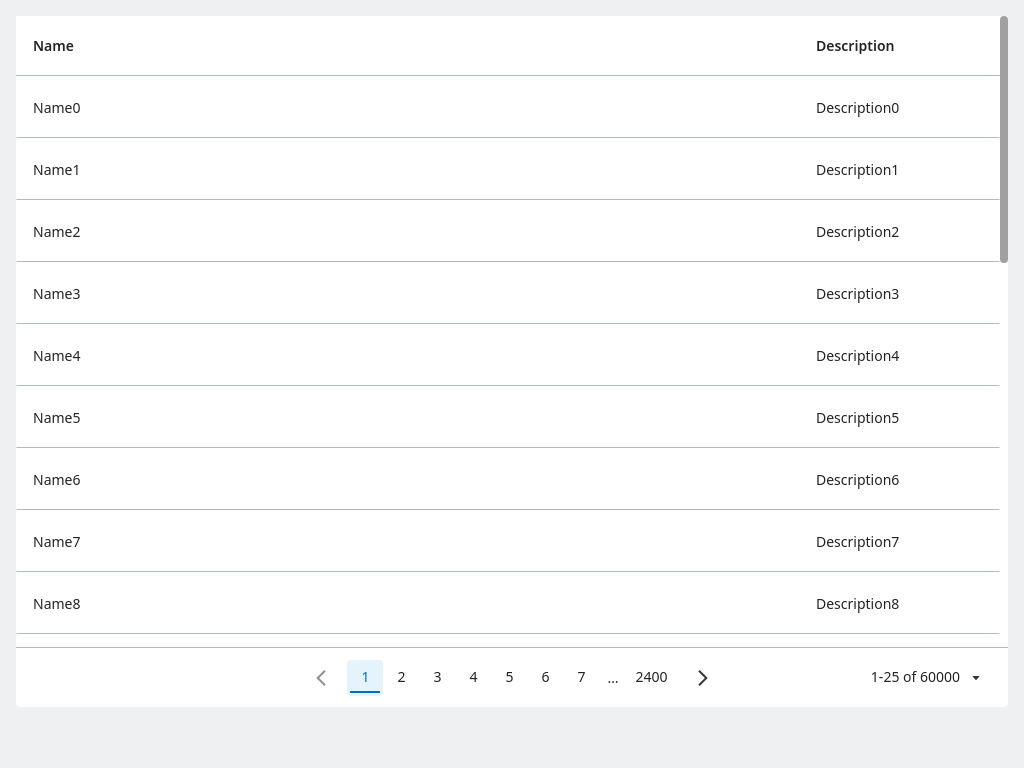 Name Description
Name0 Description0
Name1 Description1
Name2 Description2
Name3 Description3
Name4 Description4
Name5 Description5
Name6 Description6
Name7 Description7
Name8 Description8
1 2 3 4 5 6 7 ... 2400 1-25 of 60000